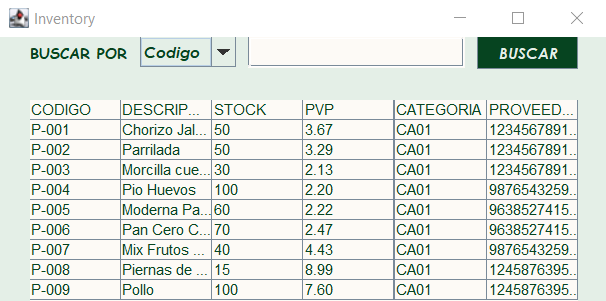 Inventory
BUSCAR POR Codigo BUSCAR
CODIGO DESCRIP... STOCK PVP CATEGORIA PROVEED...
P-001 Chorizo Jal... 50 3.67 CA01 1234567891..
P-002 Parrilada 50 3.29 CA01 1234567891..
P-003 Morcilla cue... 30 2.13 CA01 1234567891..
P-004 Pio Huevos 100 2.20 CA01 9876543259..
P-005 Moderna Pa... 60 2.22 CA01 9638527415..
P-006 Pan Cero C... 70 2.47 CA01 9638527415..
P-007 Mix Frutos ... 40 4.43 CA01 9876543259..
P-008 Piernas de ... 15 8.99 CA01 1245876395..
P-009 Pollo 100 7.60 CA01 1245876395..